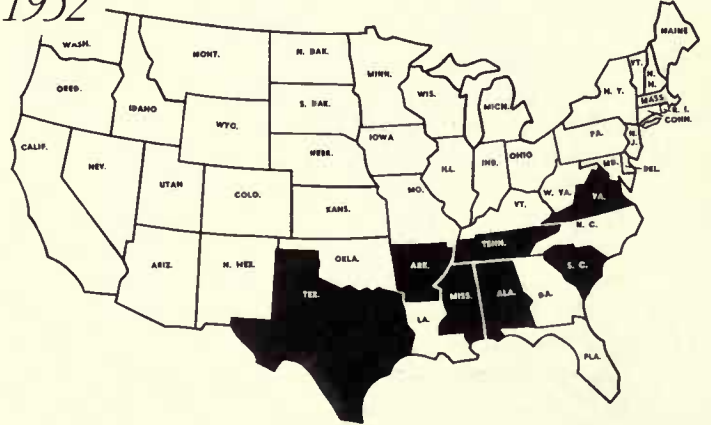 1952
WASH.
MONT.
N. DAK.
MINN.
MAINE
VT.
N. H.
OREG.
IDAHO
S. DAK.
WIS.
MICH.
N. Y.
MASS.
R. I.
CONN.
WYO.
IOWA
NEBR.
PA.
N. J.
CALIF.
NEV.
UTAH
COLO.
ILL.
IND.
OHIO
MD.
DEL.
KANS.
MO.
W. VA.
VA.
KY.
N. C.
TENN.
ARIZ.
N. MEX.
OKLA.
ARK.
S. C.
TEX.
MISS.
ALA.
GA.
LA.
FLA.